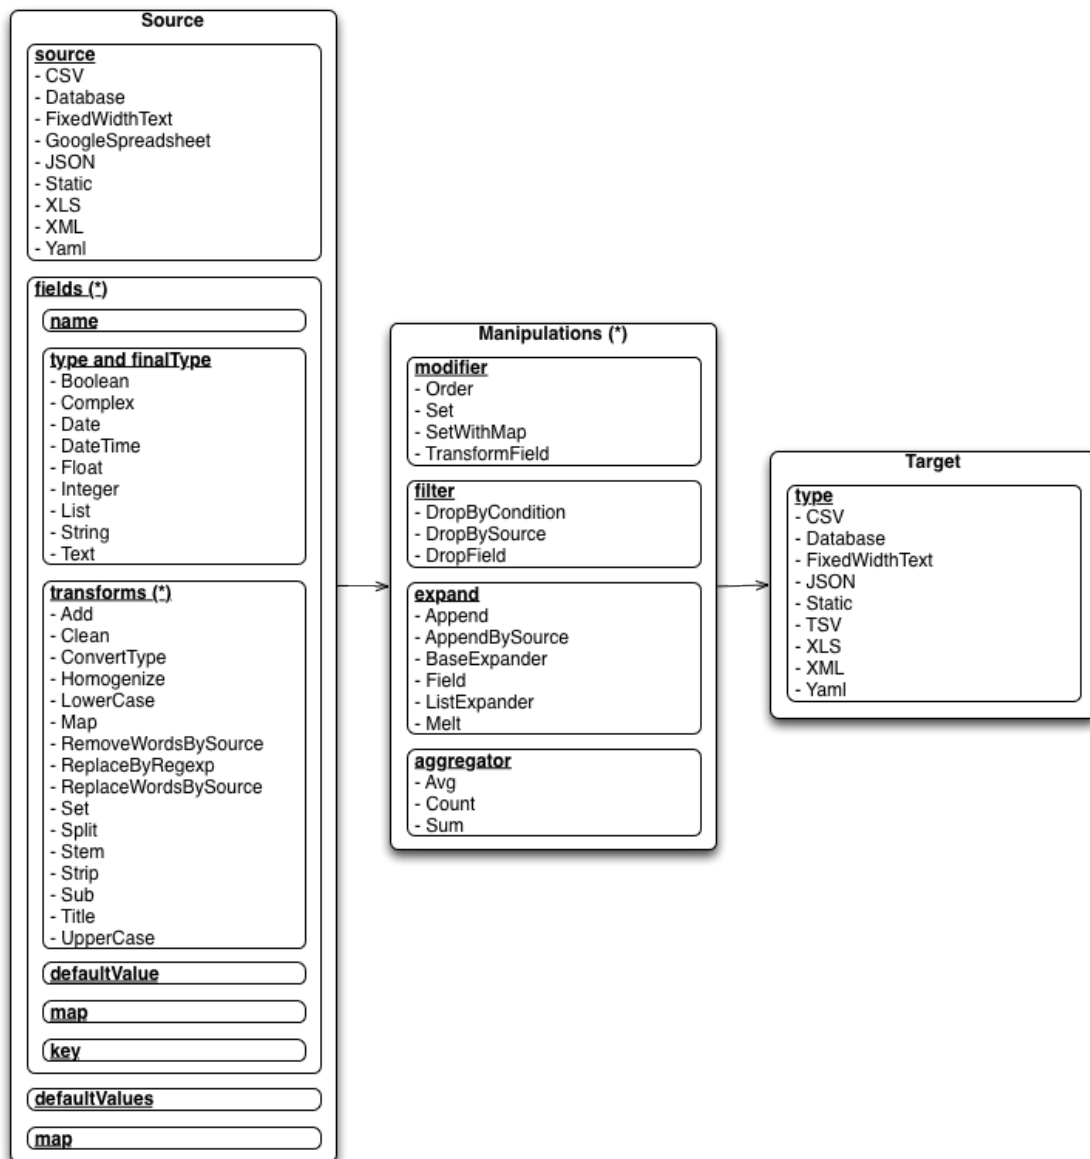 Source
source
- CSV
- Database
- FixedWidthText
- GoogleSpreadsheet
- JSON
- Static
- XLS
- XML
- Yaml
fields (*)
name
type and finalType
- Boolean
- Complex
- Date
- DateTime
- Float
- Integer
- List
- String
- Text
transforms (*)
- Add
- Clean
- ConvertType
- Homogenize
- LowerCase
- Map
- RemoveWordsBySource
- ReplaceByRegexp
- ReplaceWordsBySource
- Set
- Split
- Stem
- Strip
- Sub
- Title
- UpperCase
defaultValue
map
key
defaultValues
map
Manipulations (*)
modifier
- Order
- Set
- SetWithMap
- TransformField
filter
- DropByCondition
- DropBySource
- DropField
expand
- Append
- AppendBySource
- BaseExpander
- Field
- ListExpander
- Melt
aggregator
- Avg
- Count
- Sum
Target
type
- CSV
- Database
- FixedWidthText
- JSON
- Static
- TSV
- XLS
- XML
- Yaml